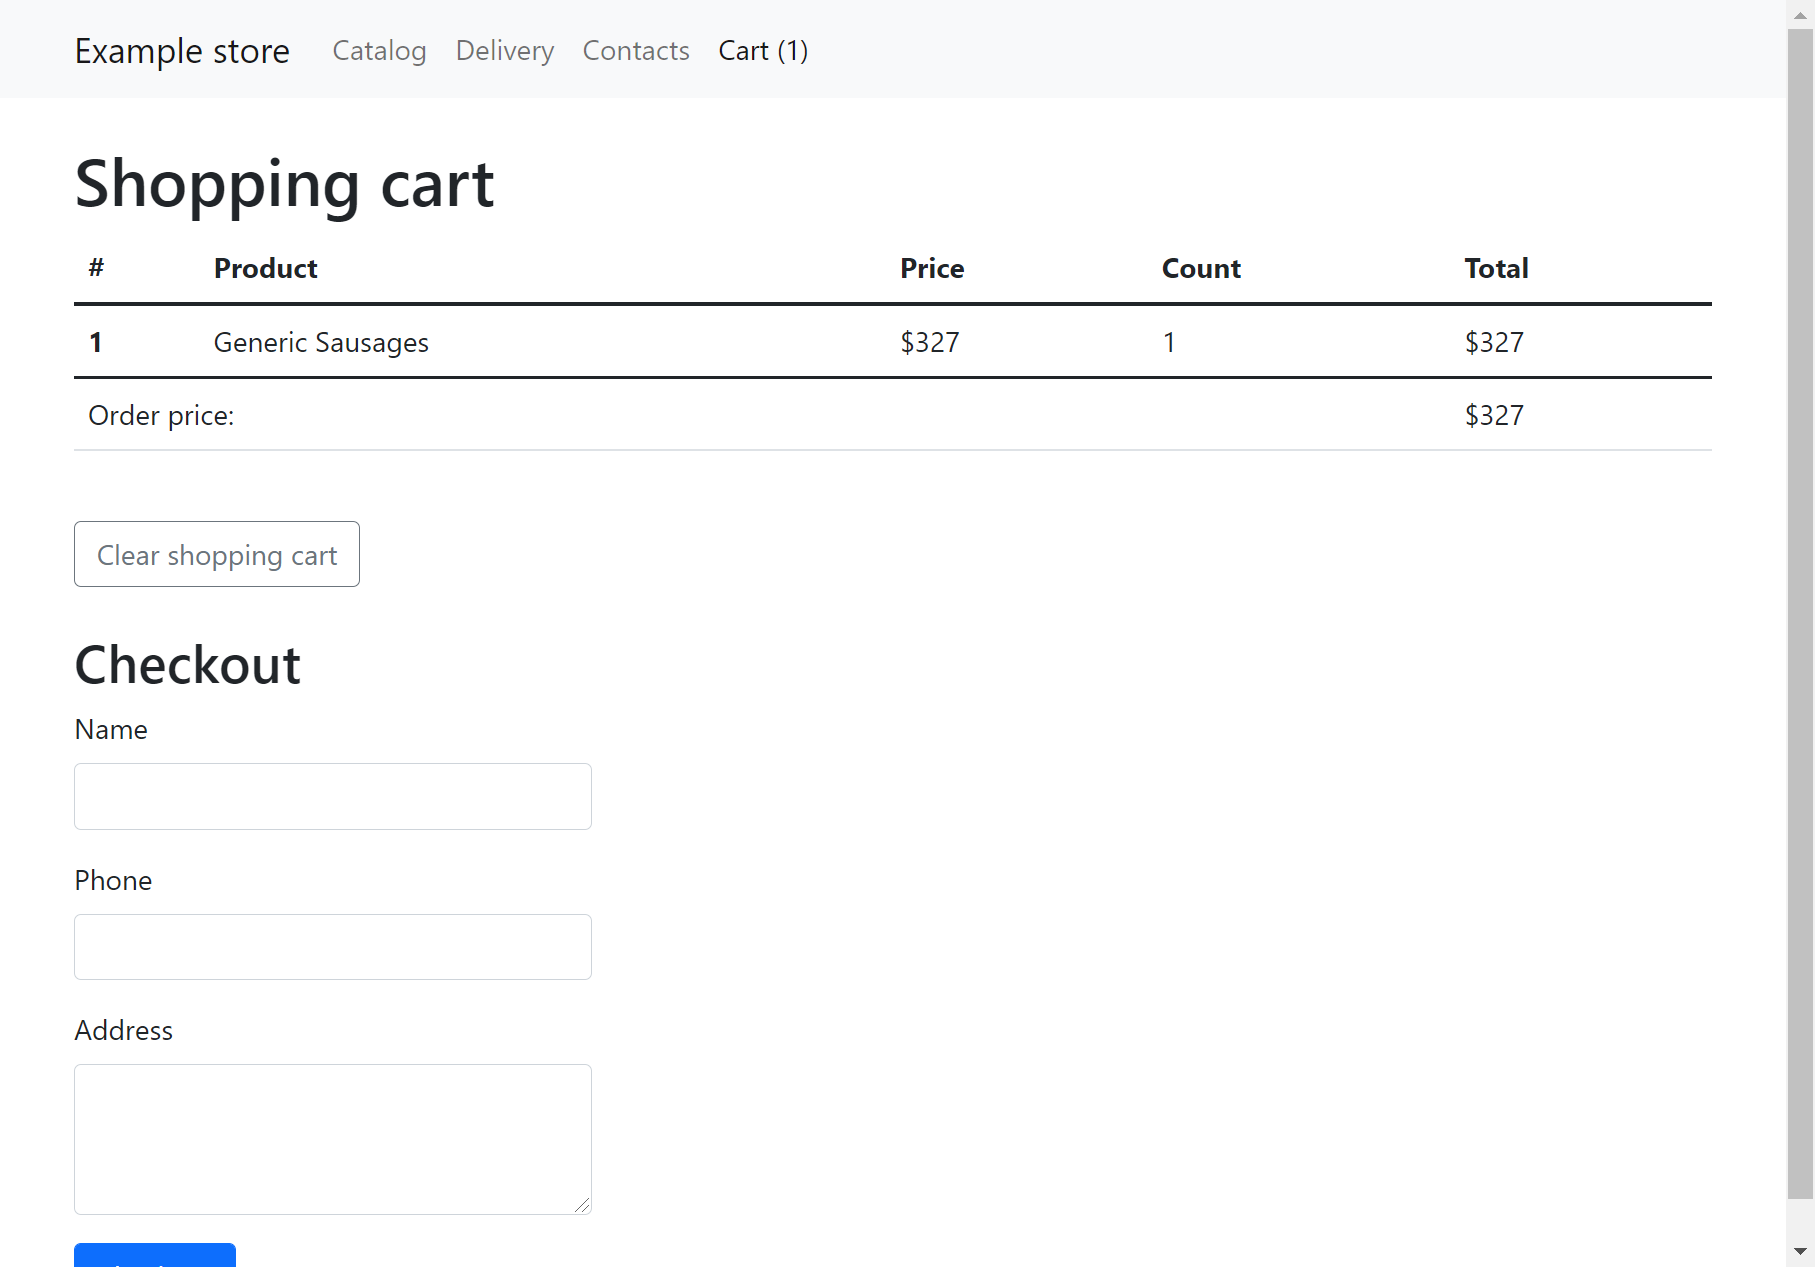 Example store Catalog Delivery Contacts Cart (1)
Shopping cart
# Product Price Count Total
1 Generic Sausages $327 1 $327
Order price: $327
Clear shopping cart
Checkout
Name
Phone
Address